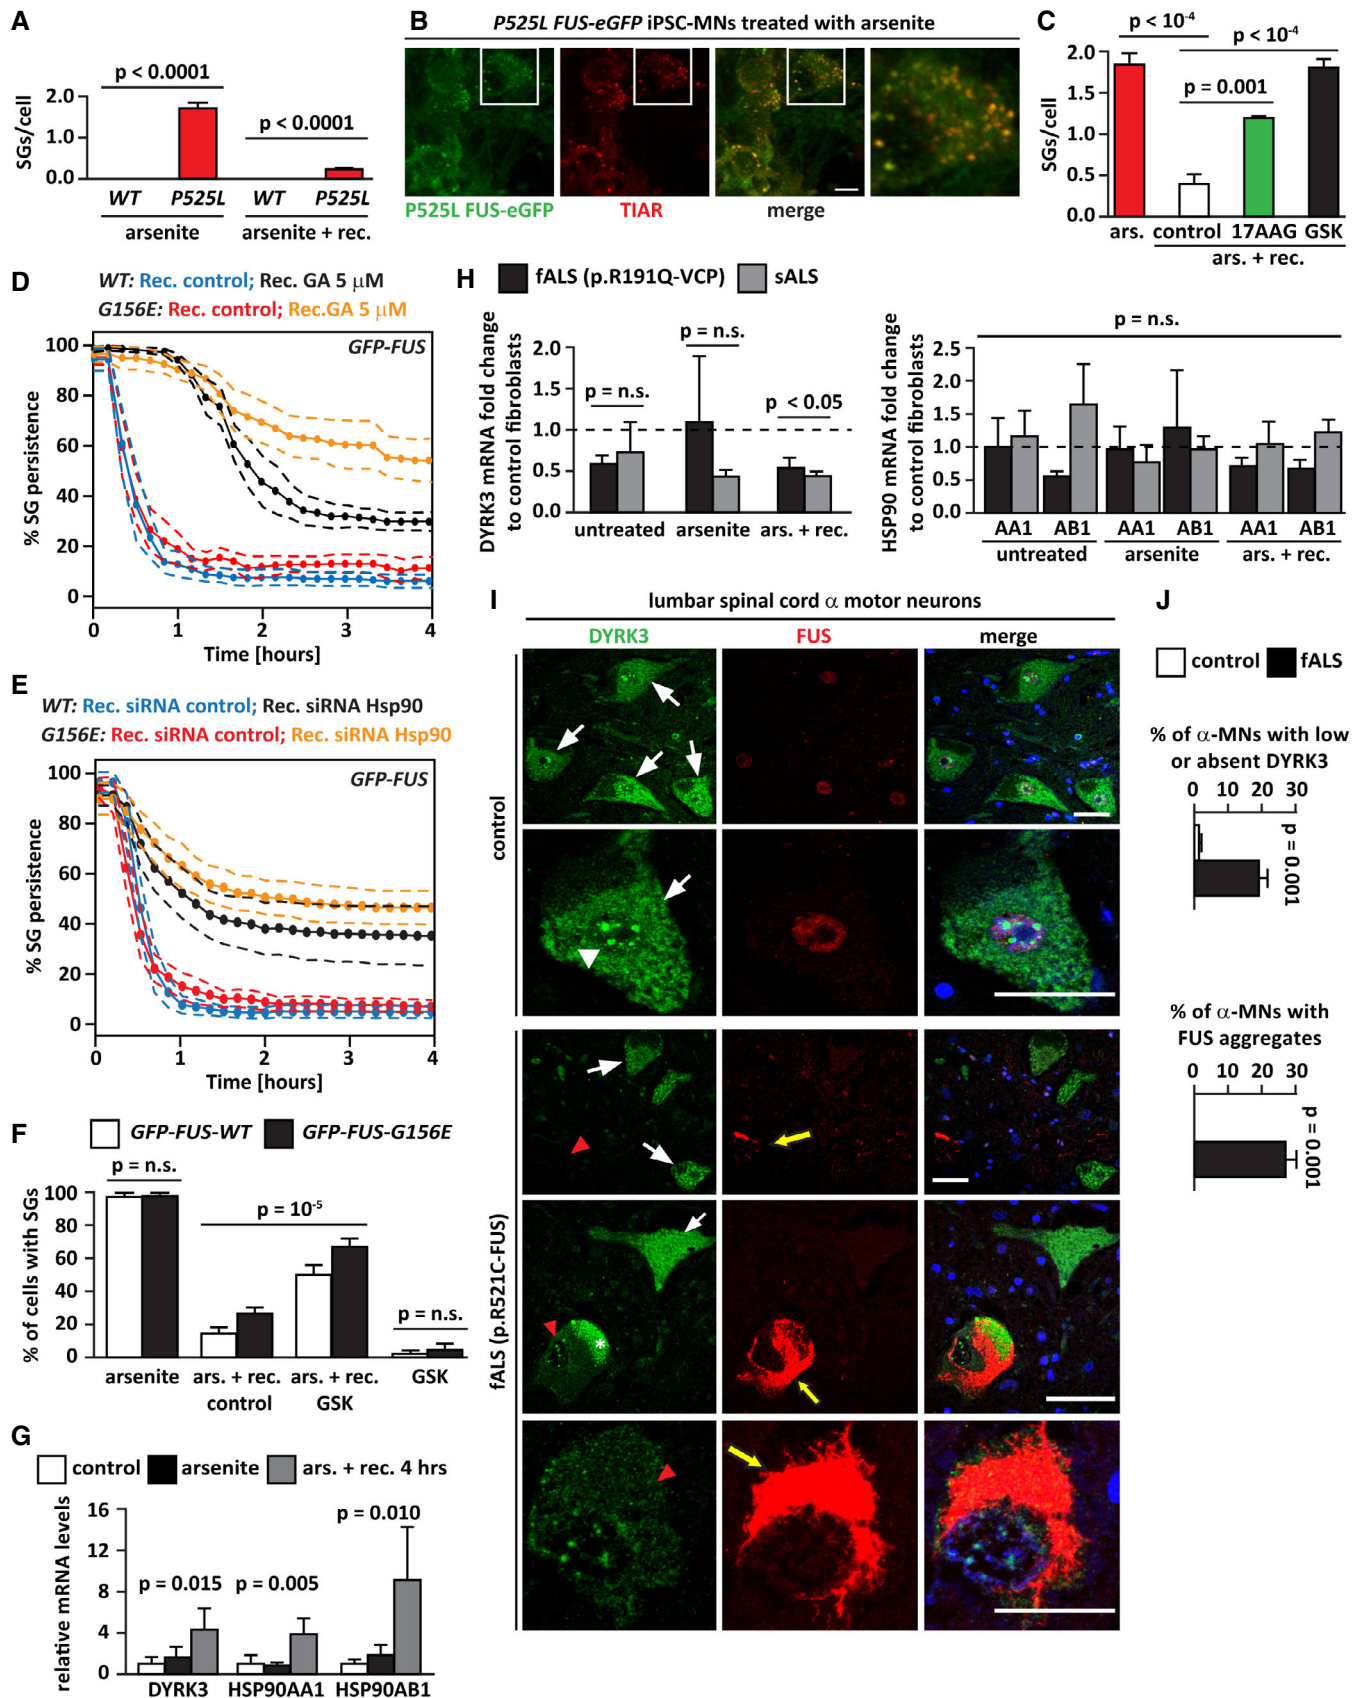 A
p < 0.0001
p < 0.0001
SGs/cell
2.0
1.0
0.0
WT P525L WT P525L
arsenite arsenite + rec.
B
P525L FUS-eGFP iPSC-MNs treated with arsenite
P525L FUS-eGFP TIAR merge
C
p < 10⁻⁴
p < 10⁻⁴
p = 0.001
SGs/cell
2.0
1.5
1.0
0.5
0.0
ars. control 17AAG GSK
ars. + rec.
D
WT: Rec. control; Rec. GA 5 μM
G156E: Rec. control; Rec.GA 5 μM
GFP-FUS
% SG persistence
100
80
60
40
20
0
0 1 2 3 4
Time [hours]
E
WT: Rec. siRNA control; Rec. siRNA Hsp90
G156E: Rec. siRNA control; Rec. siRNA Hsp90
GFP-FUS
% SG persistence
100
80
60
40
20
0
0 1 2 3 4
Time [hours]
F
GFP-FUS-WT GFP-FUS-G156E
p = n.s.
p = 10⁻⁵
p = n.s.
% of cells with SGs
100
80
60
40
20
0
arsenite ars. + rec. ars. + rec. GSK
control GSK
G
control arsenite ars. + rec. 4 hrs
relative mRNA levels
16
12
8
4
0
p = 0.015 p = 0.005 p = 0.010
DYRK3 HSP90AA1 HSP90AB1
H
fALS (p.R191Q-VCP) sALS
DYRK3 mRNA fold change
to control fibroblasts
2.0
1.5
1.0
0.5
0.0
p = n.s.
p = n.s.
p < 0.05
untreated arsenite ars. + rec.
HSP90 mRNA fold change
to control fibroblasts
p = n.s.
2.5
2.0
1.5
1.0
0.5
0.0
AA1 AB1 AA1 AB1 AA1 AB1
untreated arsenite ars. + rec.
I
lumbar spinal cord α motor neurons
DYRK3 FUS merge
control
fALS (p.R521C-FUS)
*
J
control fALS
% of α-MNs with low
or absent DYRK3
0 10 20 30
p = 0.001
% of α-MNs with
FUS aggregates
0 10 20 30
p = 0.001